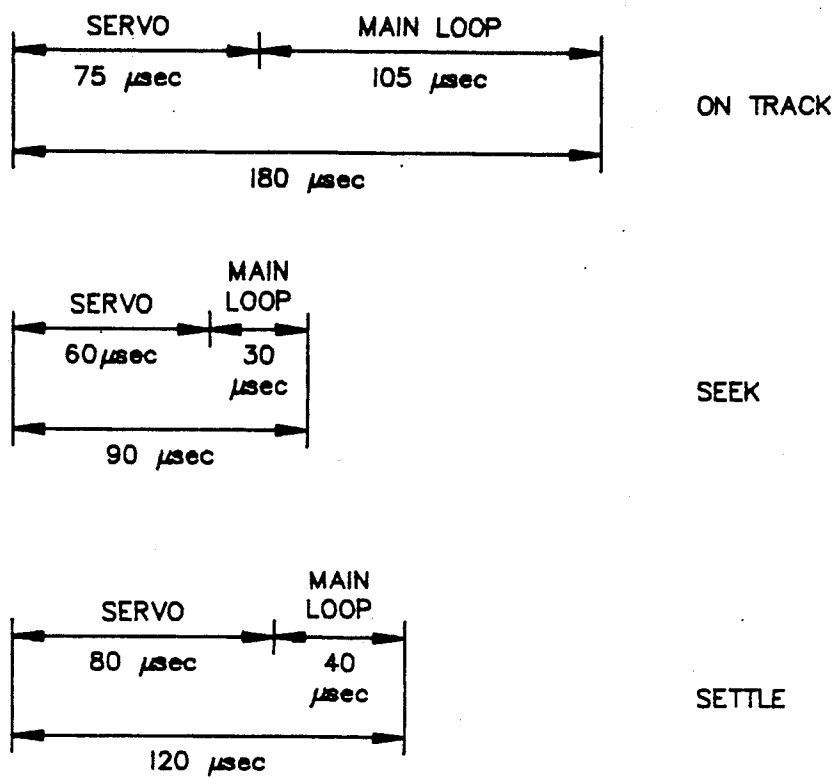 SERVO MAIN LOOP
75 µsec 105 µsec
ON TRACK
180 µsec
MAIN
SERVO LOOP
60µsec 30
µsec
SEEK
90 µsec
MAIN
SERVO LOOP
80 µsec 40
µsec
SETTLE
120 µsec